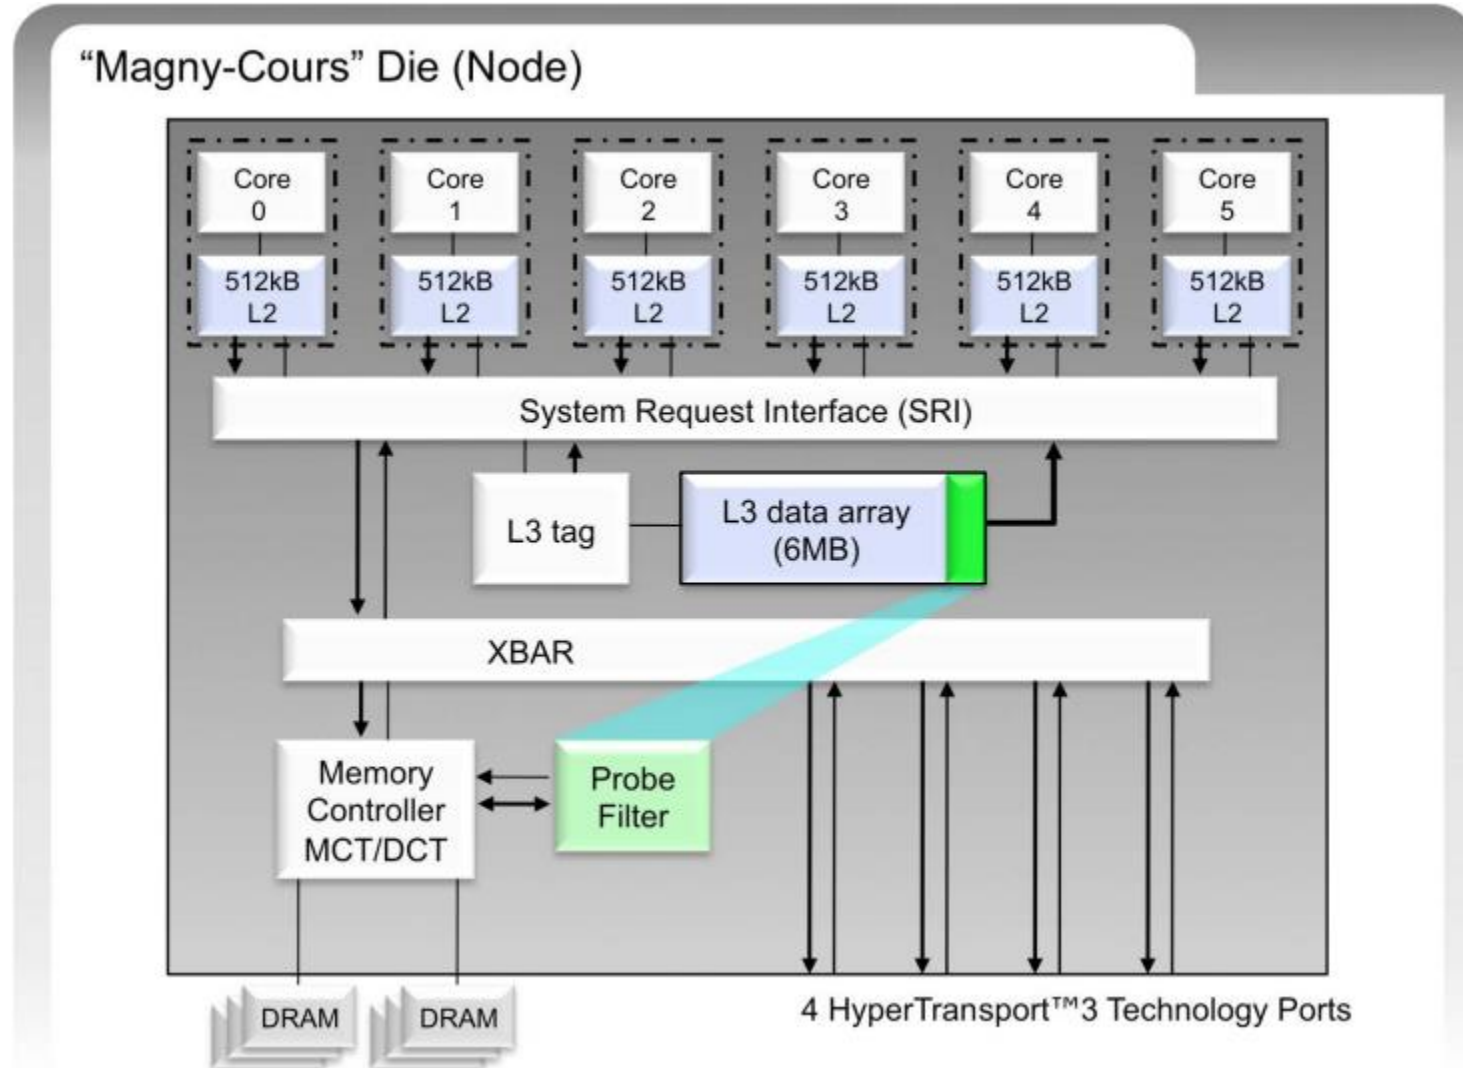 “Magny-Cours” Die (Node)
Core
0
Core
1
Core
2
Core
3
Core
4
Core
5
512kB
L2
512kB
L2
512kB
L2
512kB
L2
512kB
L2
512kB
L2
System Request Interface (SRI)
L3 tag
L3 data array
(6MB)
XBAR
Memory
Controller
MCT/DCT
Probe
Filter
DRAM
DRAM
4 HyperTransport™3 Technology Ports